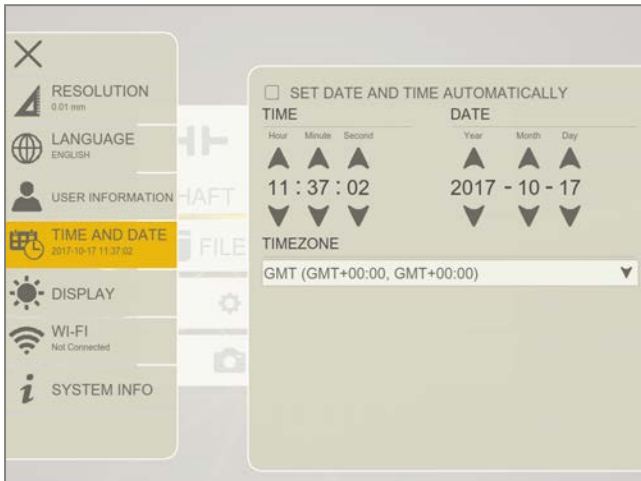 RESOLUTION
0.01 mm
LANGUAGE
ENGLISH
USER INFORMATION
TIME AND DATE
2017-10-17 11:37:02
DISPLAY
WI-FI
Not Connected
SYSTEM INFO
HAFT
FILE
SET DATE AND TIME AUTOMATICALLY
TIME DATE
Hour Minute Second Year Month Day
11 : 37 : 02 2017 - 10 - 17
TIMEZONE
GMT (GMT+00:00, GMT+00:00)